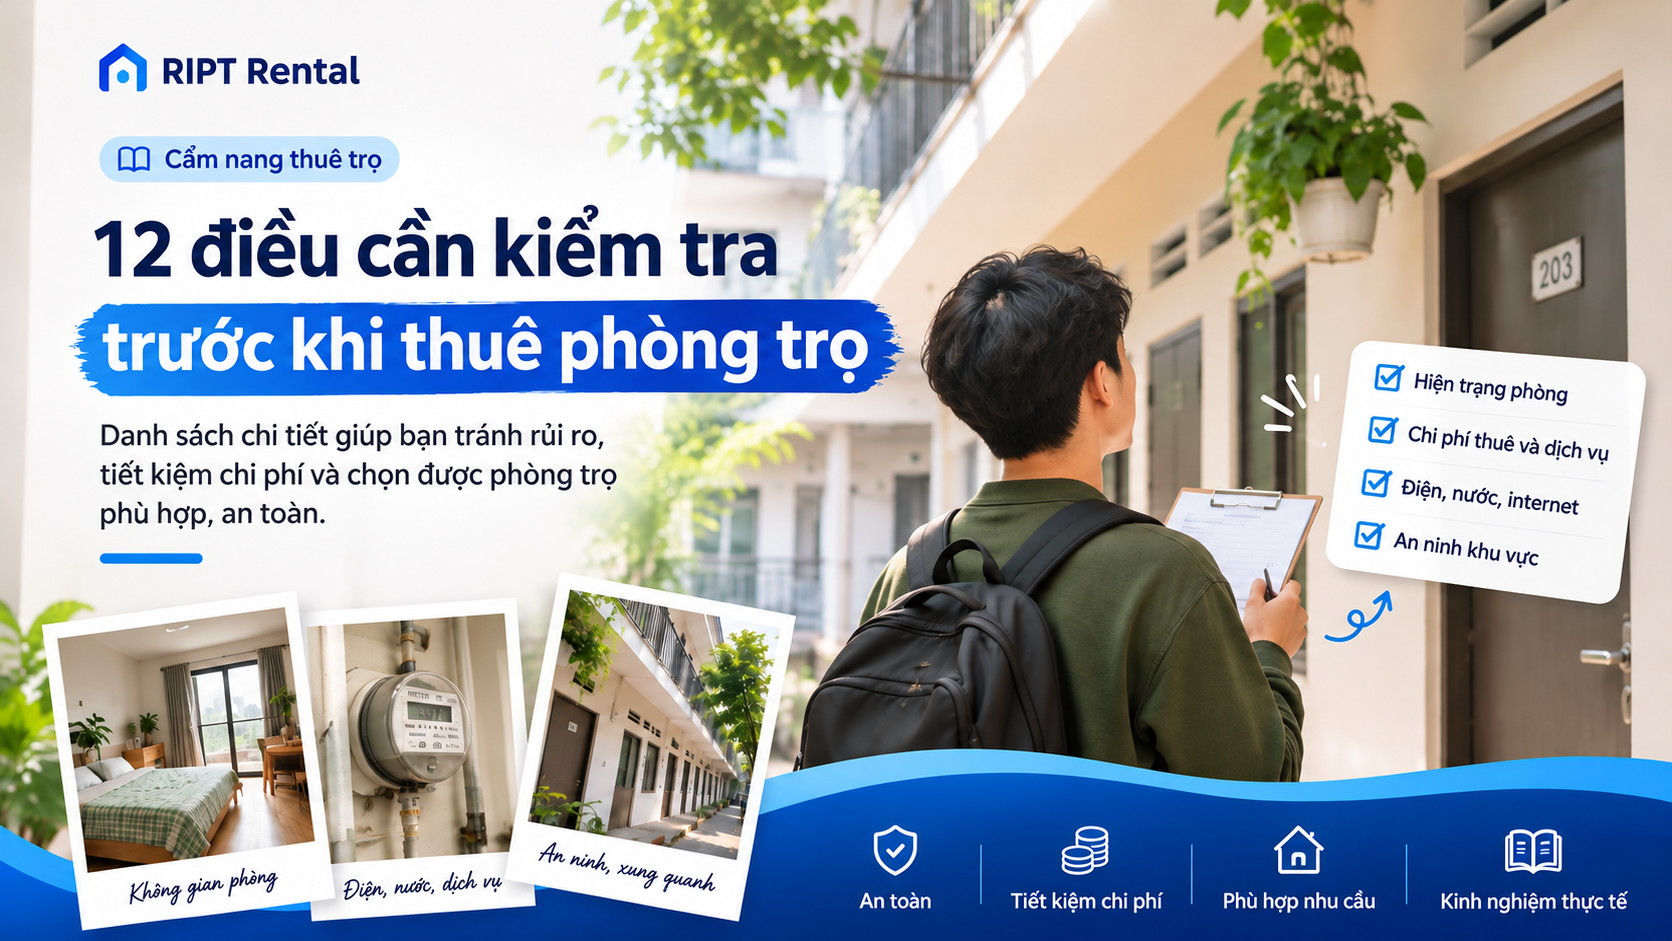 RIPT Rental
Cẩm nang thuê trọ
12 điều cần kiểm tra
trước khi thuê phòng trọ
Danh sách chi tiết giúp bạn tránh rủi ro,
tiết kiệm chi phí và chọn được phòng trọ
phù hợp, an toàn.
203
Hiện trạng phòng
Chi phí thuê và dịch vụ
Điện, nước, internet
An ninh khu vực
Không gian phòng
Điện, nước, dịch vụ
An ninh, xung quanh
An toàn
Tiết kiệm chi phí
Phù hợp nhu cầu
Kinh nghiệm thực tế